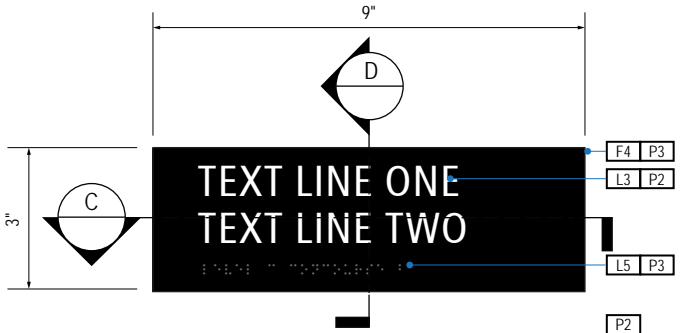 9"
D
F4 P3
TEXT LINE ONE
L3 P2
C
3"
TEXT LINE TWO
L5 P3
P2